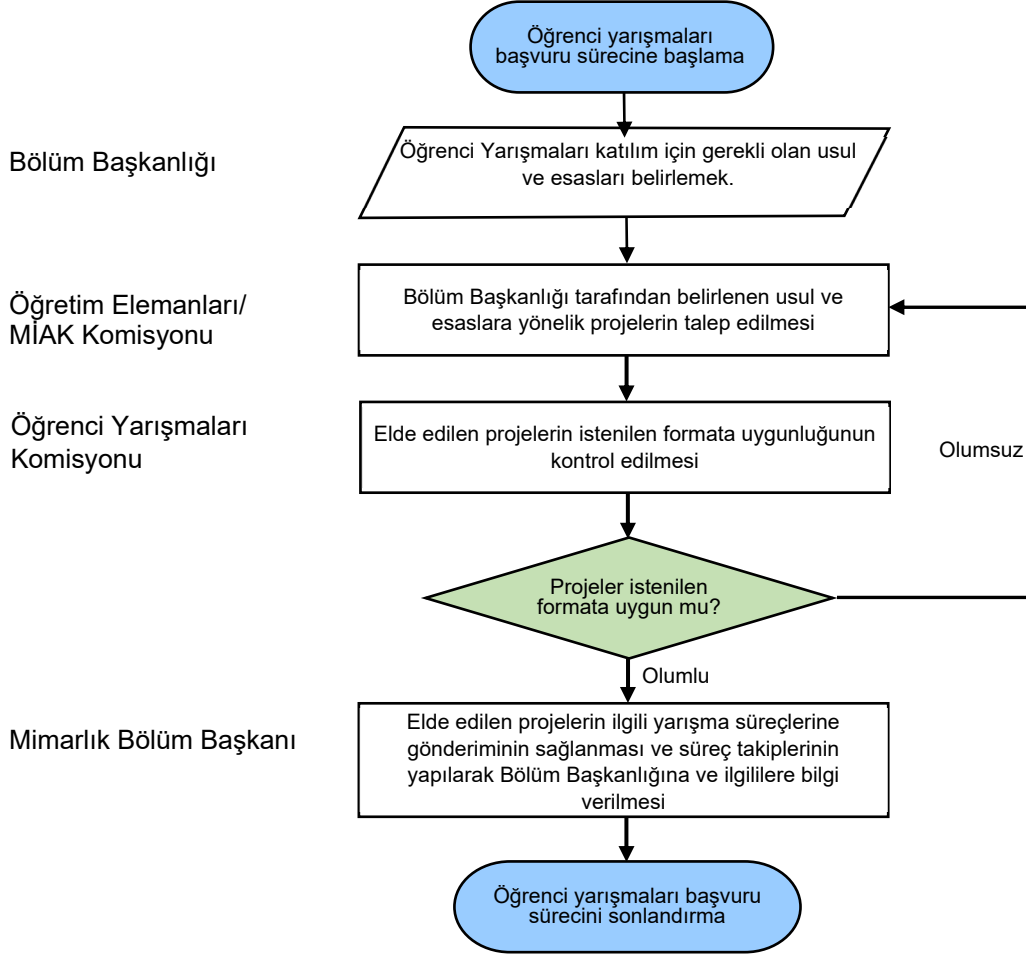 Öğrenci yarışmaları
başvuru sürecine başlama
Bölüm Başkanlığı
Öğrenci Yarışmaları katılım için gerekli olan usul
ve esasları belirlemek.
Öğretim Elemanları/
MİAK Komisyonu
Bölüm Başkanlığı tarafından belirlenen usul ve
esaslara yönelik projelerin talep edilmesi
Öğrenci Yarışmaları
Komisyonu
Elde edilen projelerin istenilen formata uygunluğunun
kontrol edilmesi
Olumsuz
Projeler istenilen
formata uygun mu?
Olumlu
Mimarlık Bölüm Başkanı
Elde edilen projelerin ilgili yarışma süreçlerine
gönderiminin sağlanması ve süreç takiplerinin
yapılarak Bölüm Başkanlığına ve ilgililere bilgi
verilmesi
Öğrenci yarışmaları başvuru
sürecini sonlandırma